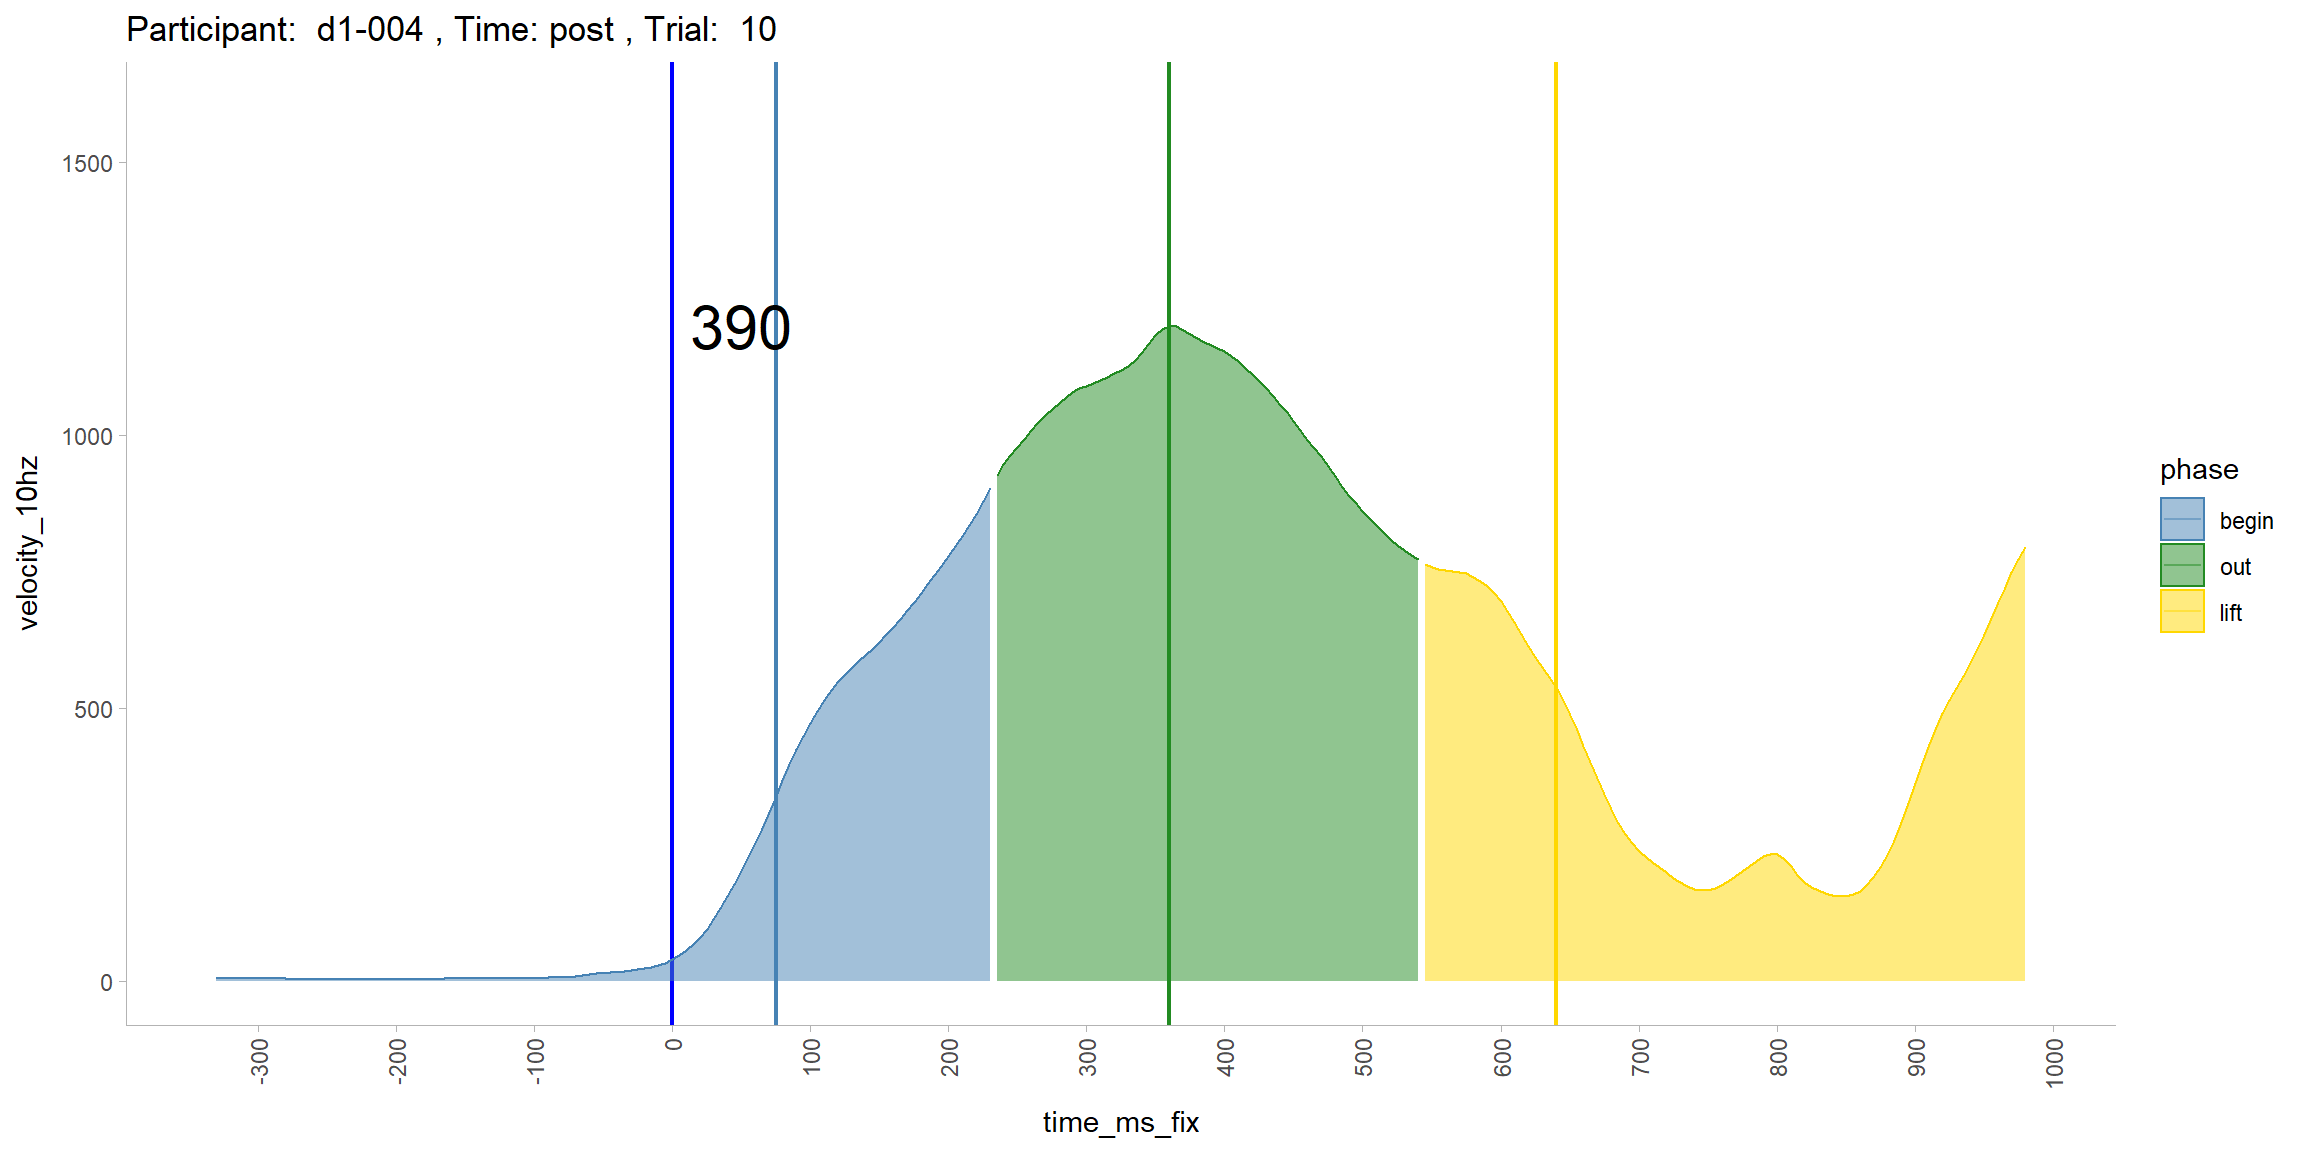 Participant:  d1-004 , Time: post , Trial:  10
1500
1000
500
0
velocity_10hz
390
-300 -200 -100 0 100 200 300 400 500 600 700 800 900 1000
time_ms_fix
phase
begin
out
lift